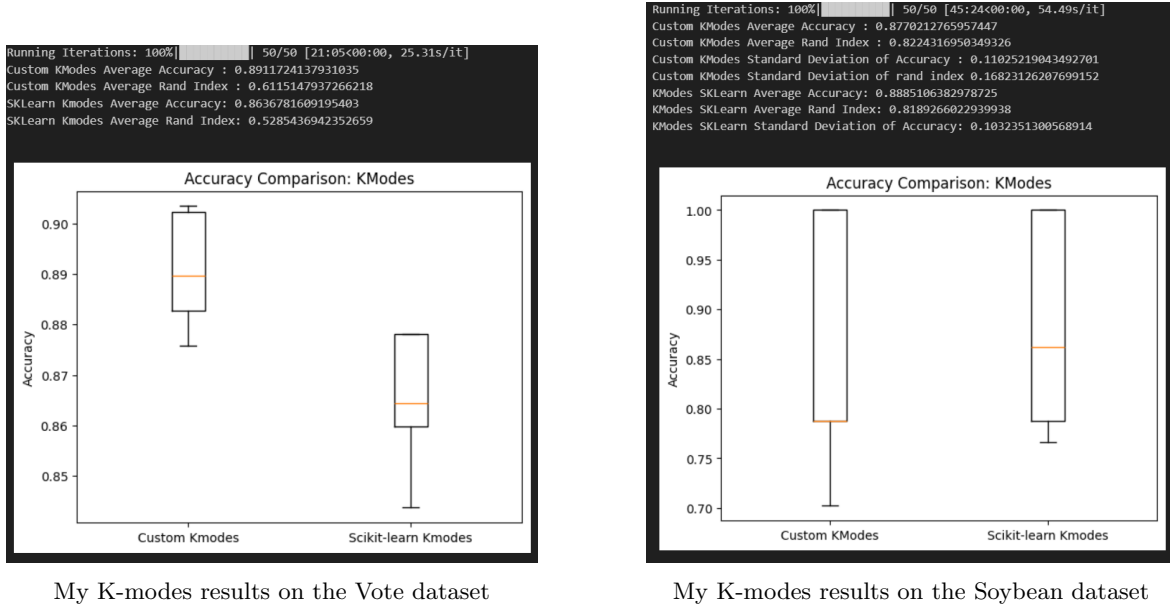 Running Iterations: 100%|██████████| 50/50 [21:05<00:00, 25.31s/it]
Custom KModes Average Accuracy : 0.8911724137931035
Custom KModes Average Rand Index : 0.6115147937266218
SKLearn Kmodes Average Accuracy: 0.8636781609195403
SKLearn Kmodes Average Rand Index: 0.5285436942352659
Accuracy Comparison: KModes
Accuracy
0.90
0.89
0.88
0.87
0.86
0.85
Custom Kmodes Scikit-learn Kmodes
My K-modes results on the Vote dataset
Running Iterations: 100%|██████████| 50/50 [45:24<00:00, 54.49s/it]
Custom KModes Average Accuracy : 0.8770212765957447
Custom KModes Average Rand Index : 0.8224316950349326
Custom KModes Standard Deviation of Accuracy : 0.11025219043492701
Custom KModes Standard Deviation of rand index 0.16823126207699152
KModes SKLearn Average Accuracy: 0.8885106382978725
KModes SKLearn Average Rand Index: 0.8189266022939938
KModes SKLearn Standard Deviation of Accuracy: 0.1032351300568914
Accuracy Comparison: KModes
Accuracy
1.00
0.95
0.90
0.85
0.80
0.75
0.70
Custom KModes Scikit-learn Kmodes
My K-modes results on the Soybean dataset